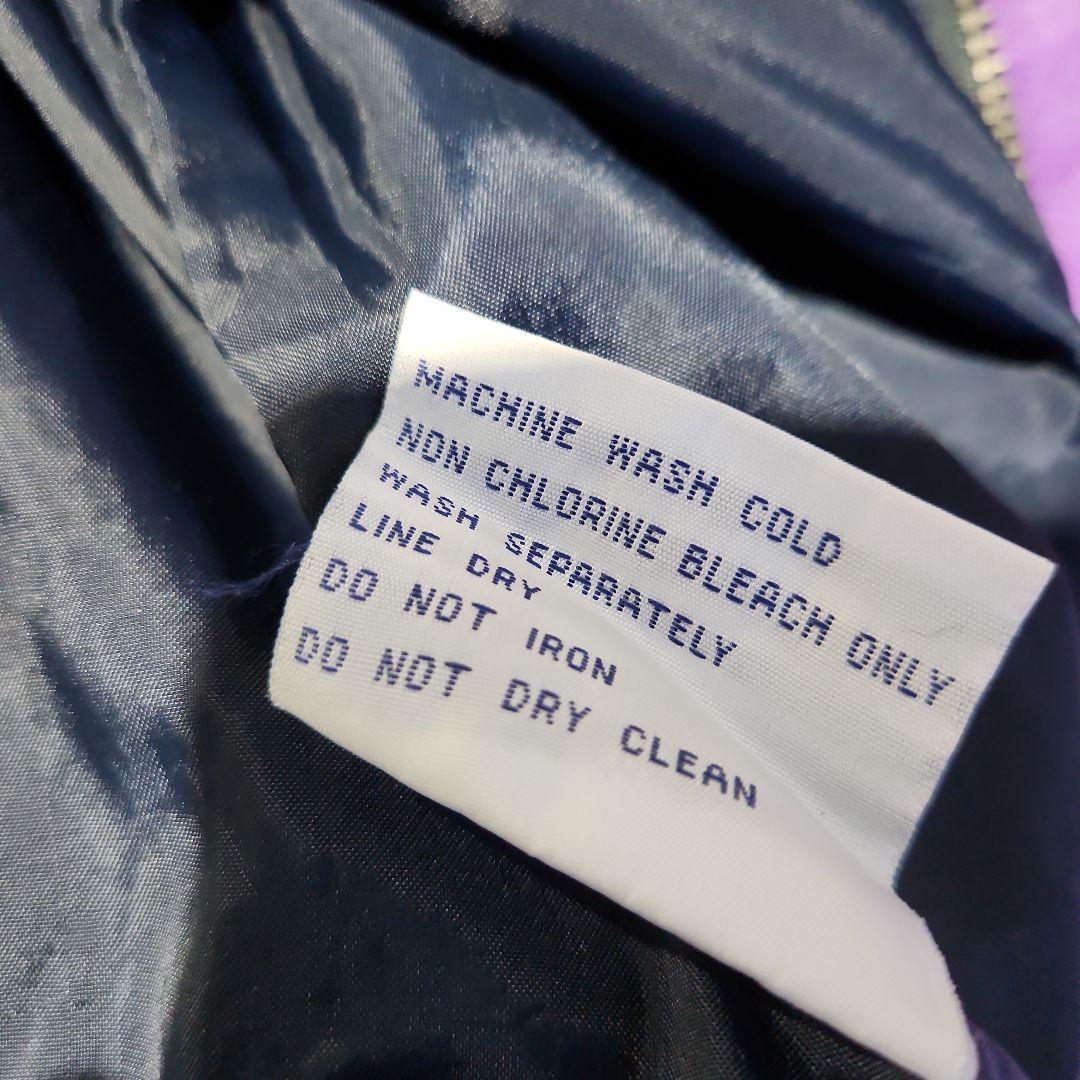 MACHINE WASH COLD
NON CHLORINE BLEACH ONLY
WASH SEPARATELY
LINE DRY
DO NOT IRON
DO NOT DRY CLEAN